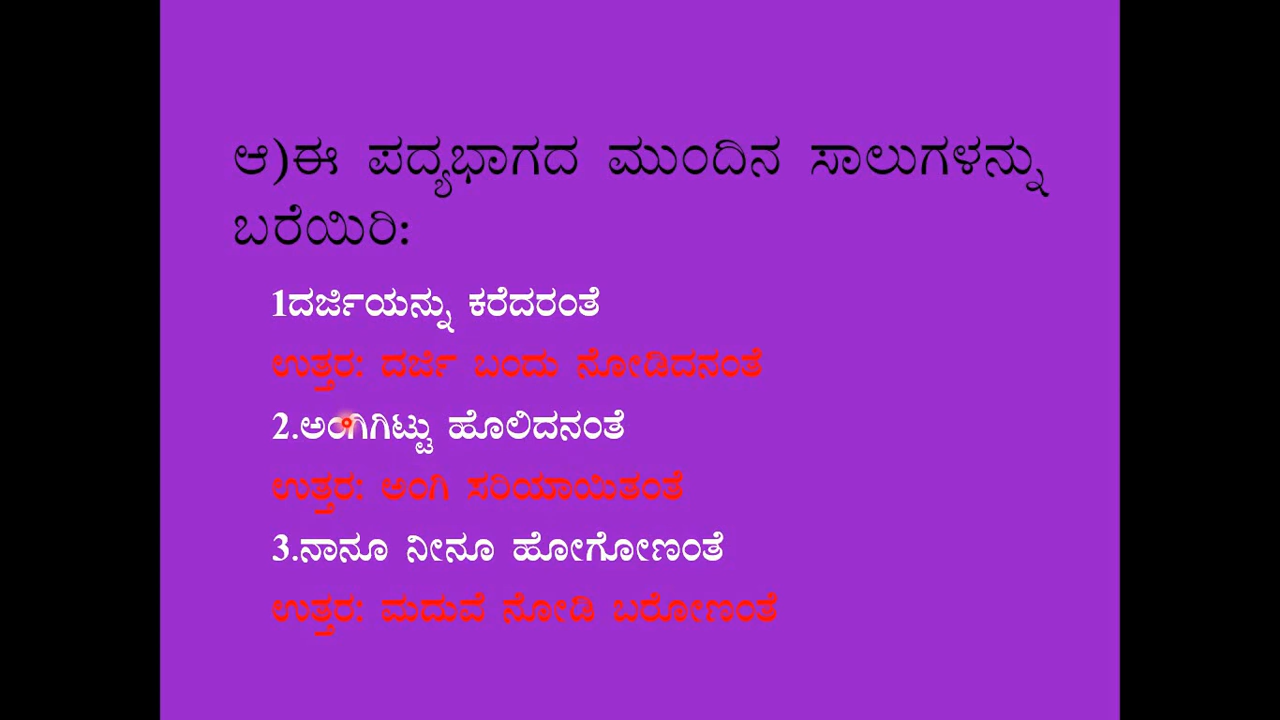 ಆ)ಈ ಪದ್ಯಭಾಗದ ಮುಂದಿನ ಸಾಲುಗಳನ್ನು
ಬರೆಯಿರಿ:
1ದರ್ಜಿಯನ್ನು ಕರೆದರಂತೆ
ಉತ್ತರ: ದರ್ಜಿ ಬಂದು ನೋಡಿದನಂತೆ
2.ಅಂಗಿಗಿಟ್ಟು ಹೊಲಿದನಂತೆ
ಉತ್ತರ: ಅಂಗಿ ಸರಿಯಾಯಿತಂತೆ
3.ನಾನೂ ನೀನೂ ಹೋಗೋಣಂತೆ
ಉತ್ತರ: ಮದುವೆ ನೋಡಿ ಬರೋಣಂತೆ